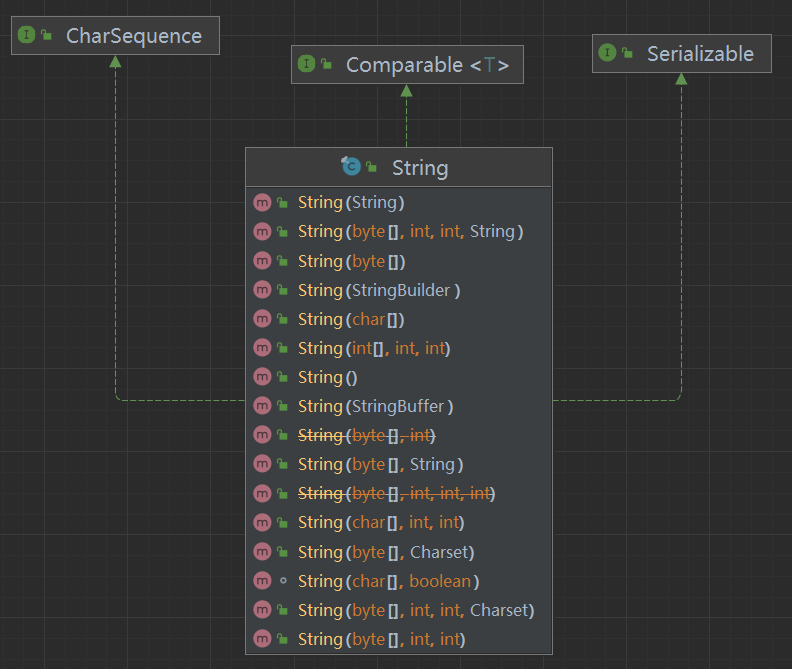 CharSequence
Comparable <T>
Serializable
String
String(String)
String(byte[], int, int, String)
String(byte[])
String(StringBuilder)
String(char[])
String(int[], int, int)
String()
String(StringBuffer)
String(byte[], int)
String(byte[], String)
String(byte[], int, int, int)
String(char[], int, int)
String(byte[], Charset)
String(char[], boolean)
String(byte[], int, int, Charset)
String(byte[], int, int)